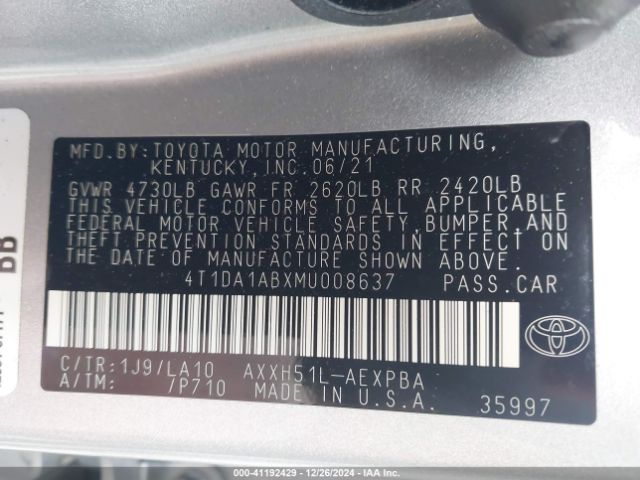 MFD.BY:TOYOTA MOTOR MANUFACTURING,
KENTUCKY,INC.06/21
GVWR 4730LB GAWR FR 2620LB RR 2420LB
THIS VEHICLE CONFORMS TO ALL APPLICABLE
FEDERAL MOTOR VEHICLE SAFETY,BUMPER,AND
THEFT PREVENTION STANDARDS IN EFFECT ON
THE DATE OF MANUFACTURE SHOWN ABOVE.
4T1DA1ABXMU008637 PASS.CAR
C/TR:1J9/LA10 AXXH51L-AEXPBA
A/TM: /P710 MADE IN U.S.A. 35997
BB
000-41192429 - 12/26/2024 - IAA Inc.